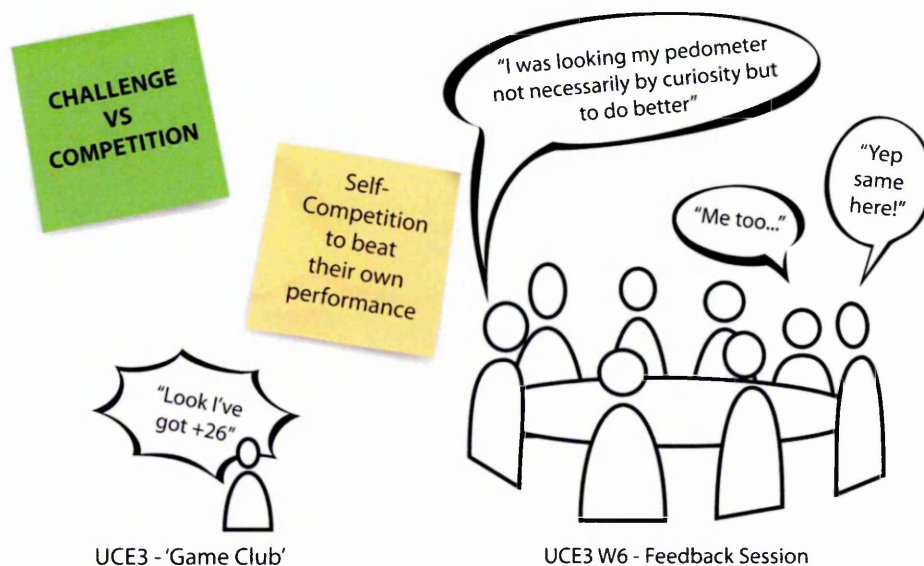 CHALLENGE
VS
COMPETITION
Self-
Competition
to beat
their own
performance
"I was looking my pedometer
not necessarily by curiosity but
to do better"
"Me too..."
"Yep
same
here!"
"Look I've
got +26"
UCE3 - 'Game Club'
UCE3 W6 - Feedback Session